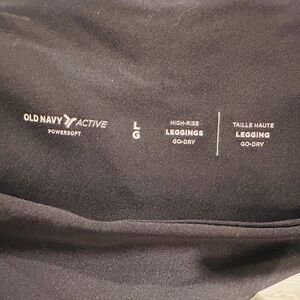 OLD NAVY ACTIVE
POWERSOFT
L
G
HIGH-RISE
LEGGINGS
GO-DRY
TAILLE HAUTE
LEGGING
GO-DRY